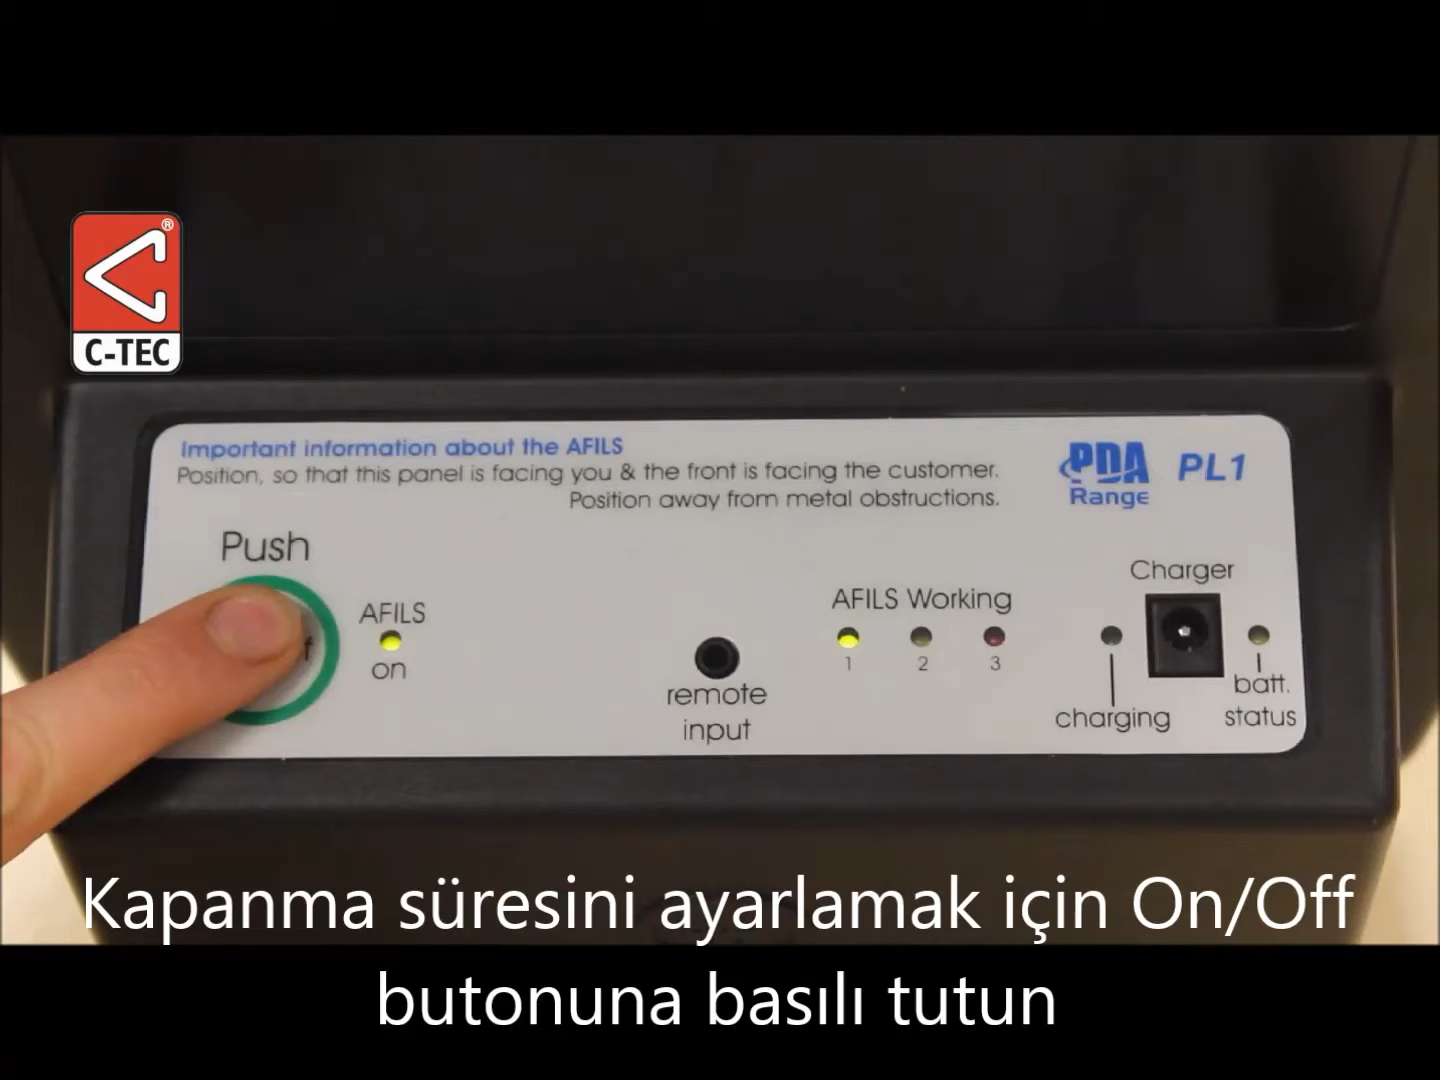 ®
C-TEC
Important information about the AFILS
Position, so that this panel is facing you & the front is facing the customer.
Position away from metal obstructions.
PDA
Range
PL1
Push
AFILS
on
remote
input
AFILS Working
1 2 3
Charger
charging
batt.
status
Kapanma süresini ayarlamak için On/Off
butonuna basılı tutun